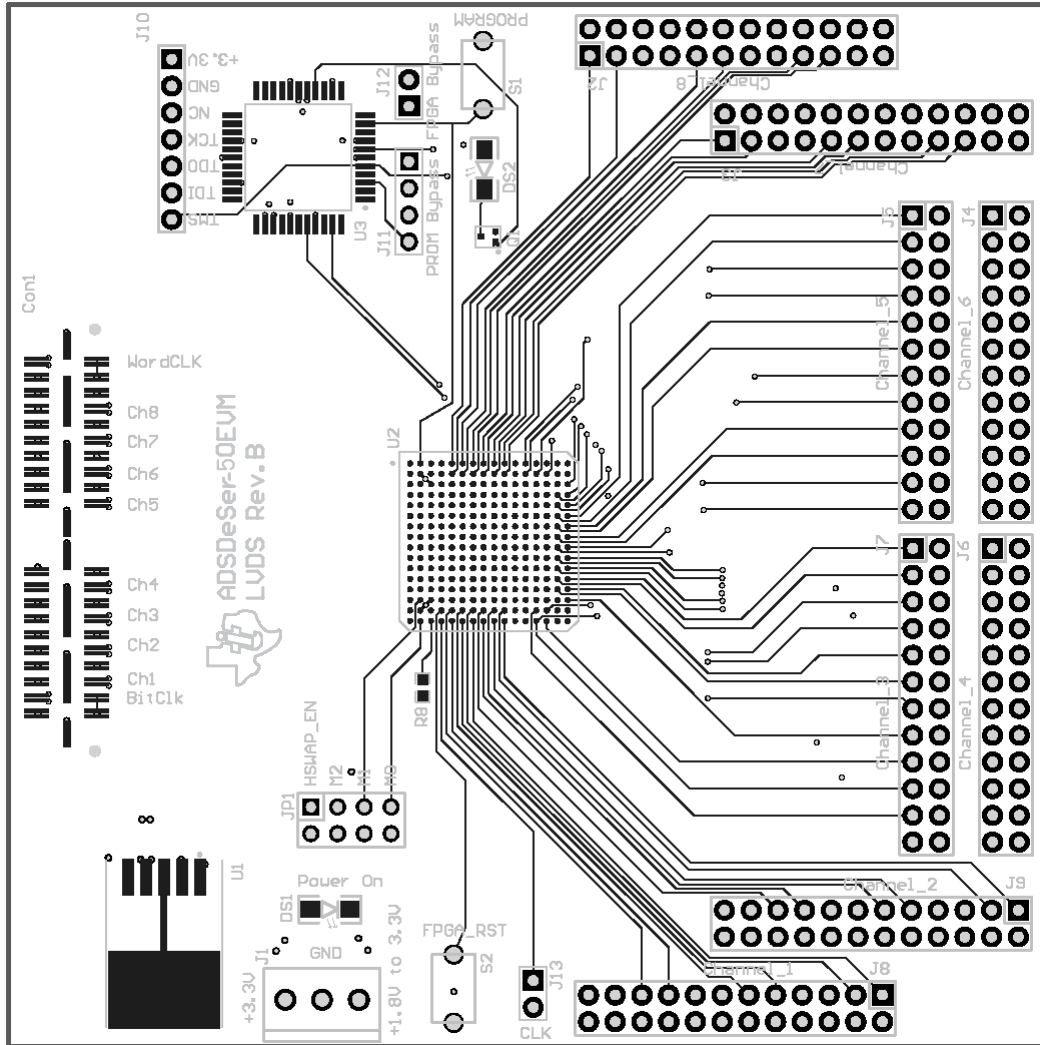 PROGRAM
J10
+3.3V
GND
NC
TCK
TDO
TDI
TMS
J12
FPGA Bypass
S1
J2
Channel_8
DS2
Channel
U3
J11
PROM Bypass
Q1
J5
J4
Channel_5
Channel_6
Con1
WordCLK
Ch8
Ch7
Ch6
Ch5
U2
ADSDeSer-50EVM
LVDS Rev.B
Ch4
Ch3
Ch2
Ch1
BitClk
J7
J6
Channel_3
Channel_4
R8
JP1
HSWAP_EN
M2
M1
M0
U1
Power On
DS1
Channel_2
J9
J1
GND
+3.3V
+1.8V to 3.3V
FPGA_RST
S2
J13
CLK
Channel_1
J8